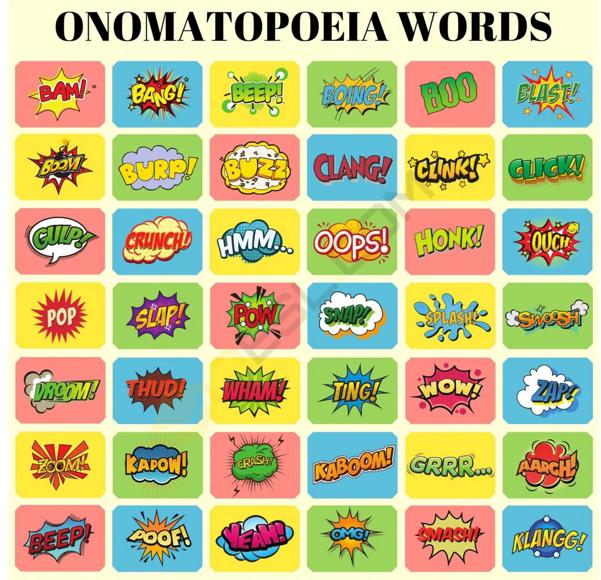 ONOMATOPOEIA WORDS
BAM! BANG! BEEP! BOING! BOO BLAST!
BOOM BURP! BUZZ CLANG! CLINK! CLICK!
GULP! CRUNCH! HMM... OOPS! HONK! OUCH
POP SLAP! POW SNAP! SPLASH! SWOOSH
VROOM! THUD! WHAM! TING! WOW! ZAP!
ZOOM! KAPOW! CRASH! KABOOM! GRRR... AARGH!
BEEP! POOF! YEAH! OMG! SMASH! KLANGG!